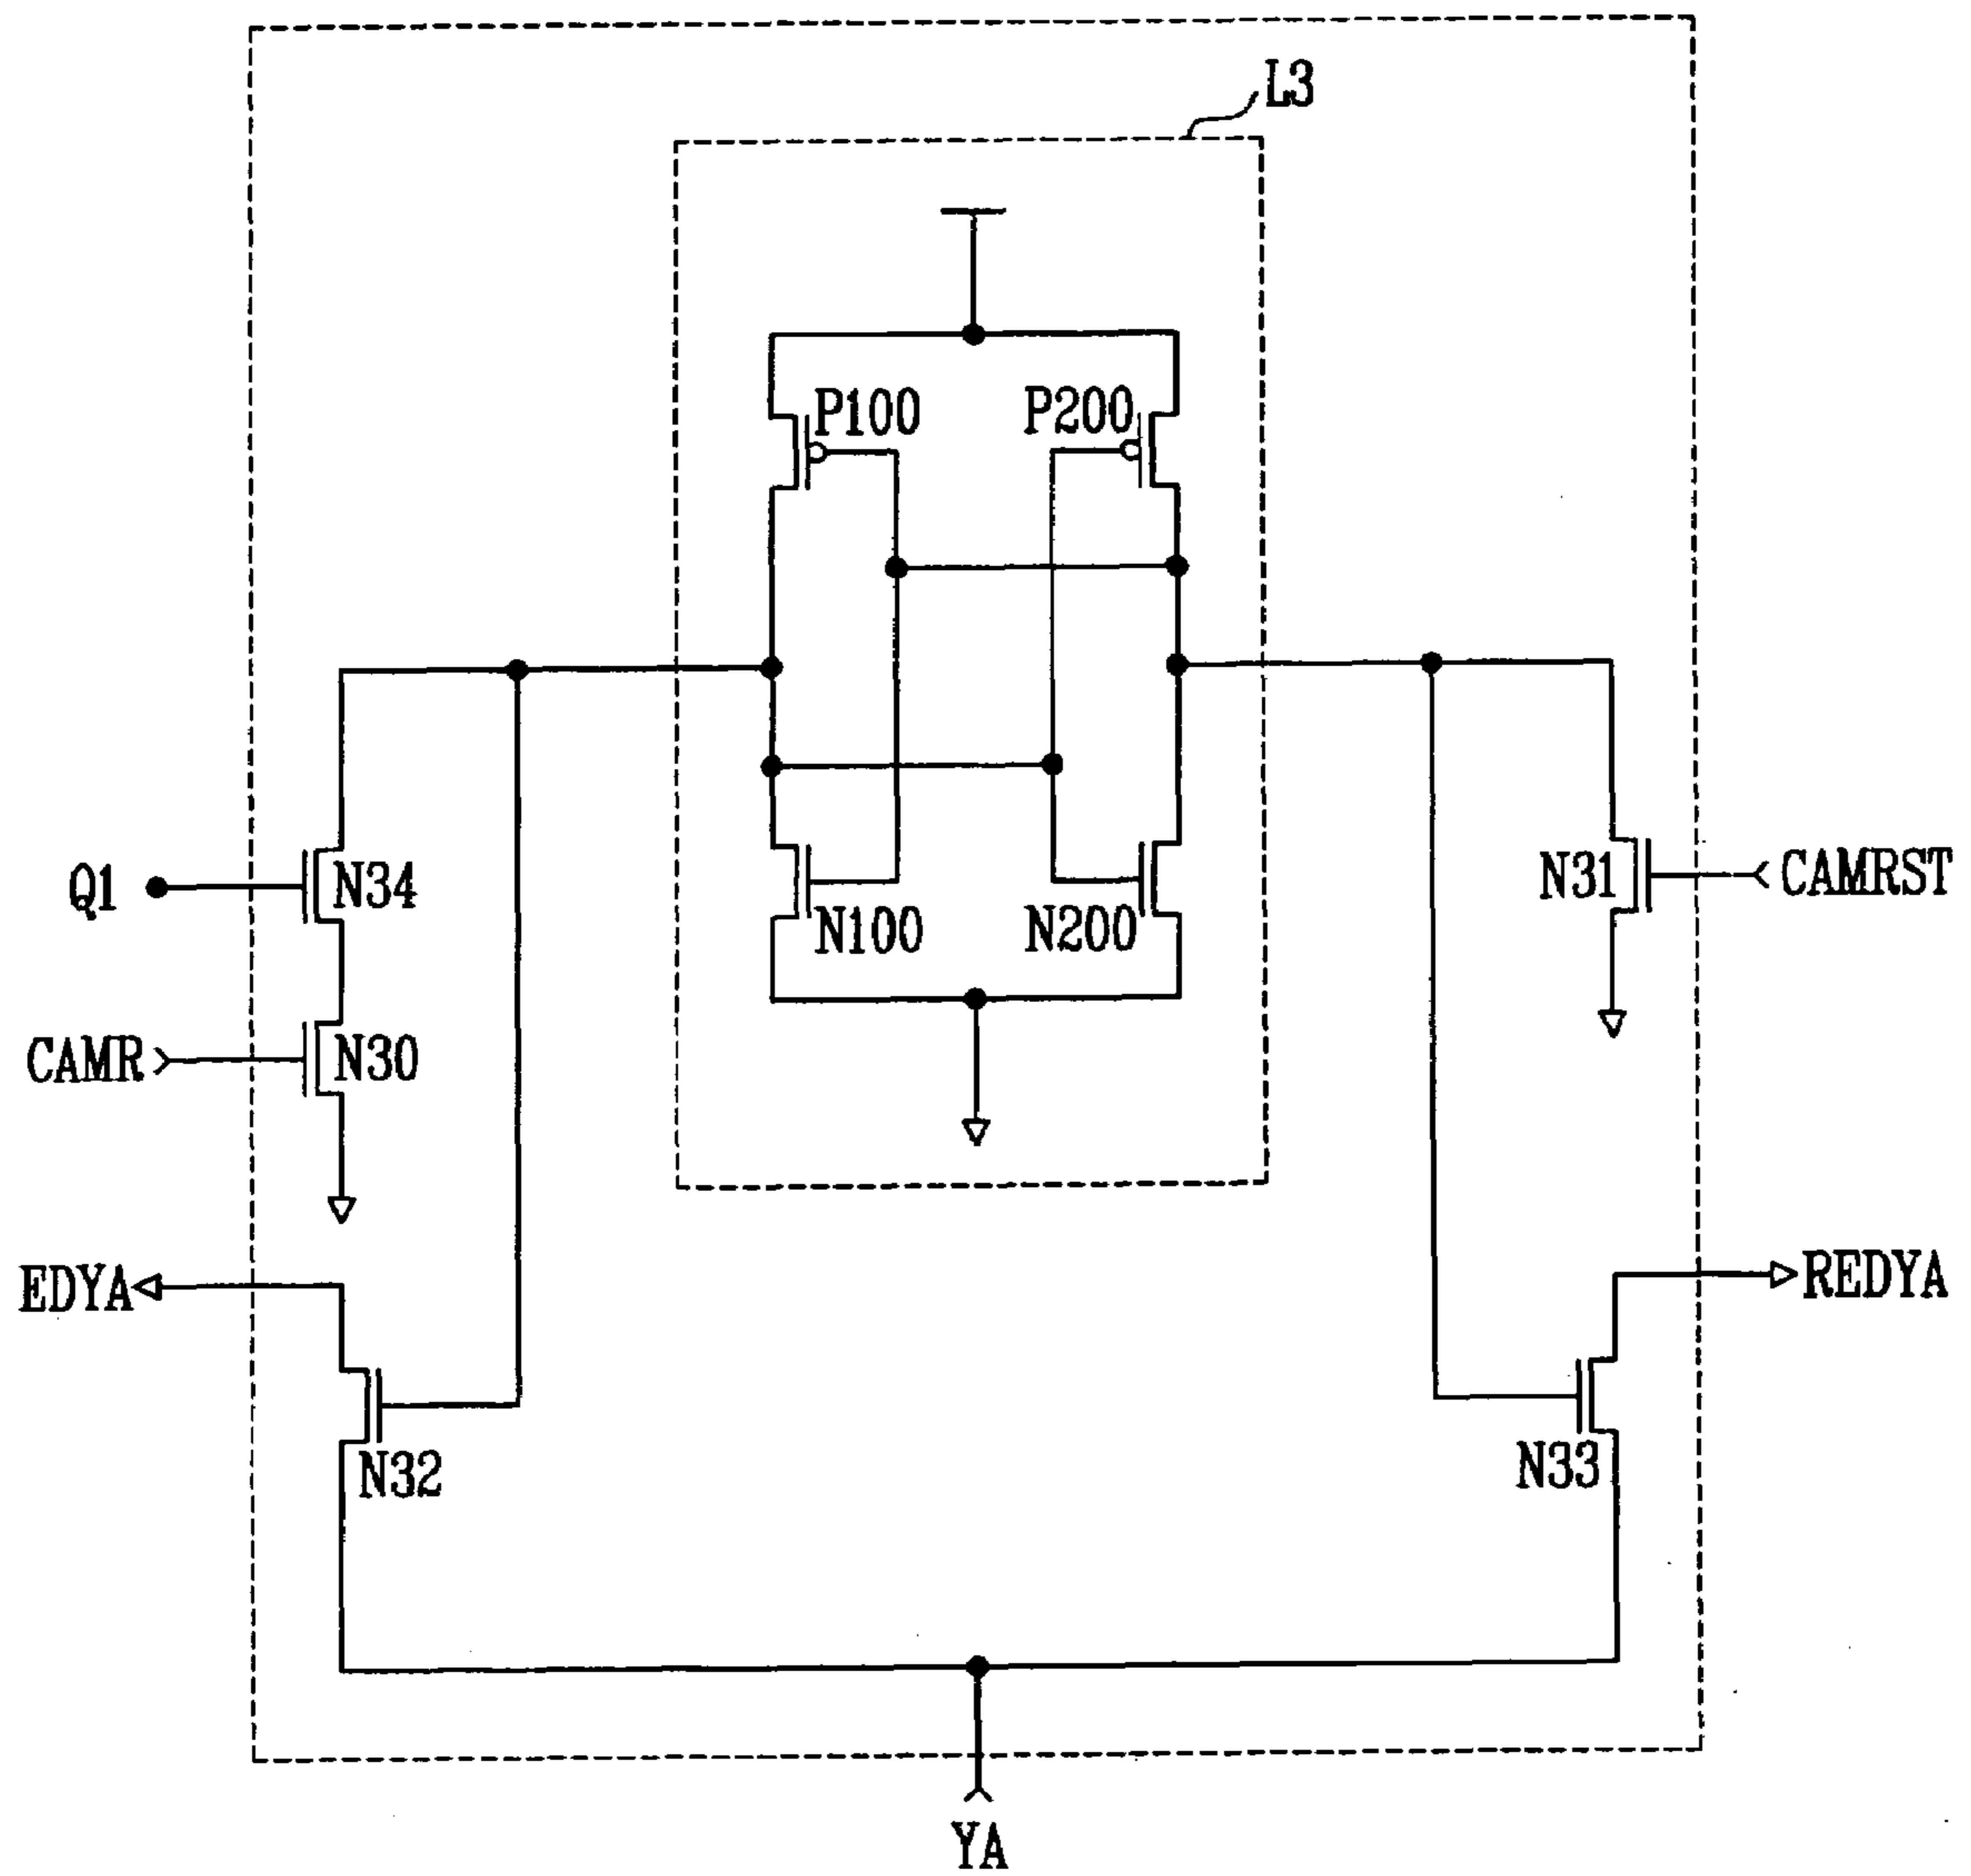 L3
P100
P200
Q1
N34
N100
N200
N31
CAMRST
CAMR
N30
EDYA
REDYA
N32
N33
YA